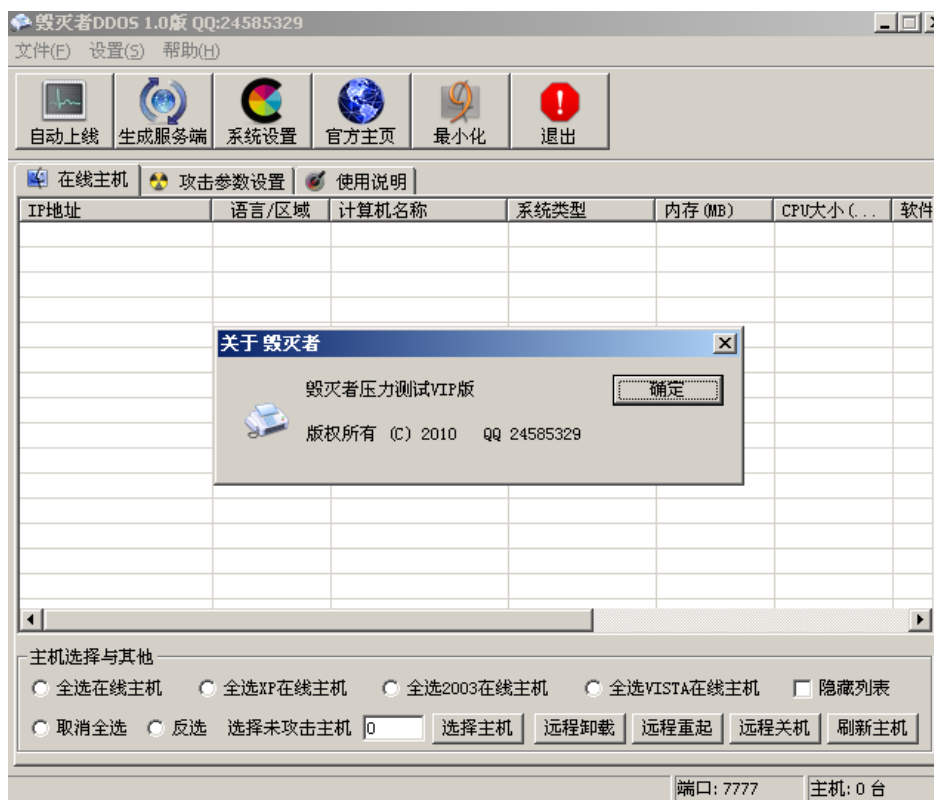 毁灭者DDOS 1.0版 QQ:24585329
文件(F) 设置(S) 帮助(H)
自动上线 生成服务端 系统设置 官方主页 最小化 退出
在线主机 攻击参数设置 使用说明
IP地址 语言/区域 计算机名称 系统类型 内存(MB) CPU大小(... 软件
关于 毁灭者
毁灭者压力测试VIP版 确定
版权所有 (C) 2010 QQ 24585329
主机选择与其他
全选在线主机 全选XP在线主机 全选2003在线主机 全选VISTA在线主机 隐藏列表
取消全选 反选 选择未攻击主机 0 选择主机 远程卸载 远程重起 远程关机 刷新主机
端口: 7777 主机: 0 台